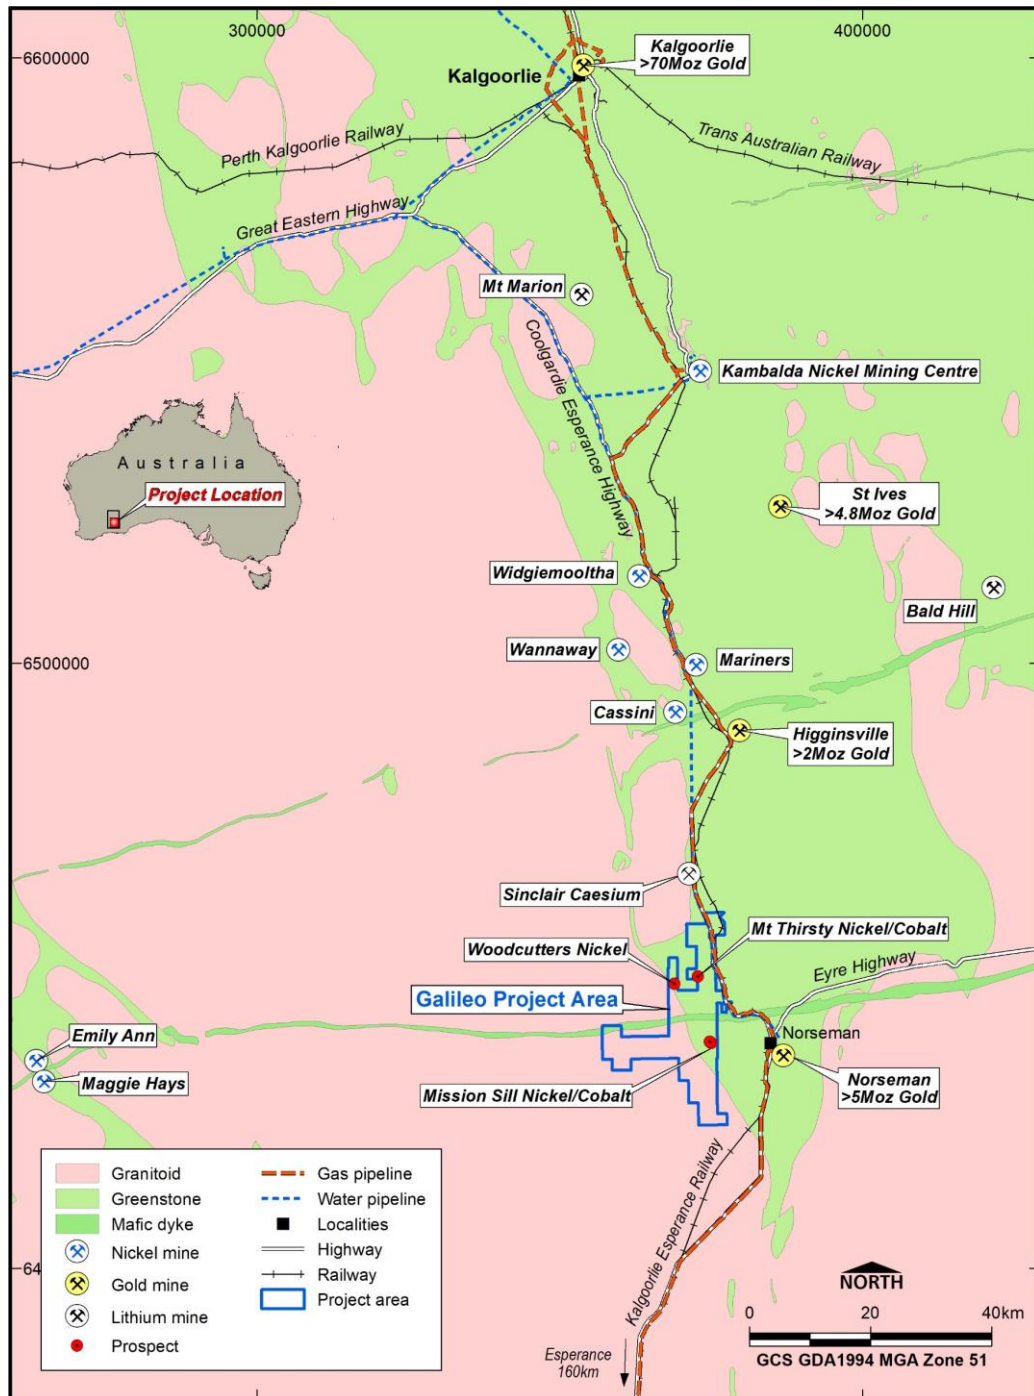 300000
400000
6600000
Kalgoorlie
Kalgoorlie
>70Moz Gold
Perth Kalgoorlie Railway
Trans Australian Railway
Great Eastern Highway
Mt Marion
Coolgardie Esperance Highway
Kambalda Nickel Mining Centre
Australia
Project Location
St Ives
>4.8Moz Gold
Widgiemooltha
Bald Hill
6500000
Wannaway
Mariners
Cassini
Higginsville
>2Moz Gold
Sinclair Caesium
Mt Thirsty Nickel/Cobalt
Woodcutters Nickel
Eyre Highway
Galileo Project Area
Emily Ann
Norseman
Maggie Hays
Mission Sill Nickel/Cobalt
Norseman
>5Moz Gold
Kalgoorlie Esperance Railway
Granitoid
Greenstone
Mafic dyke
Nickel mine
Gold mine
Lithium mine
Prospect
Gas pipeline
Water pipeline
Localities
Highway
Railway
Project area
64
NORTH
0 20 40km
GCS GDA1994 MGA Zone 51
Esperance
160km